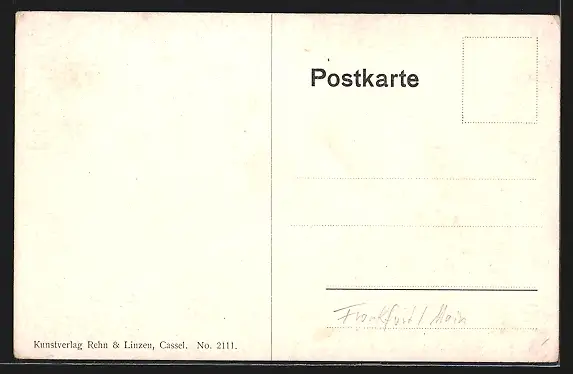 Postkarte
Frankfurt / Main
Kunstverlag Rehn & Linzen, Cassel. No. 2111.